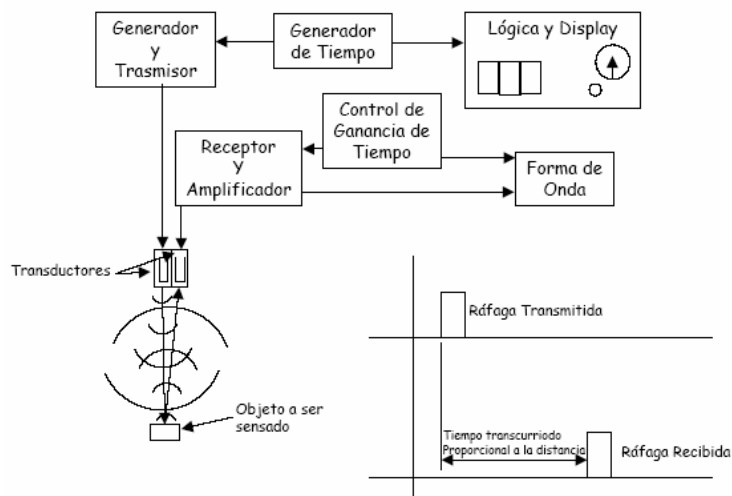 Generador
y
Trasmisor
Generador
de Tiempo
Lógica y Display
Control de
Ganancia de
Tiempo
Receptor
Y
Amplificador
Forma de
Onda
Transductores
Objeto a ser
sensado
Ráfaga Transmitida
Tiempo transcurriodo
Proporcional a la distancia
Ráfaga Recibida